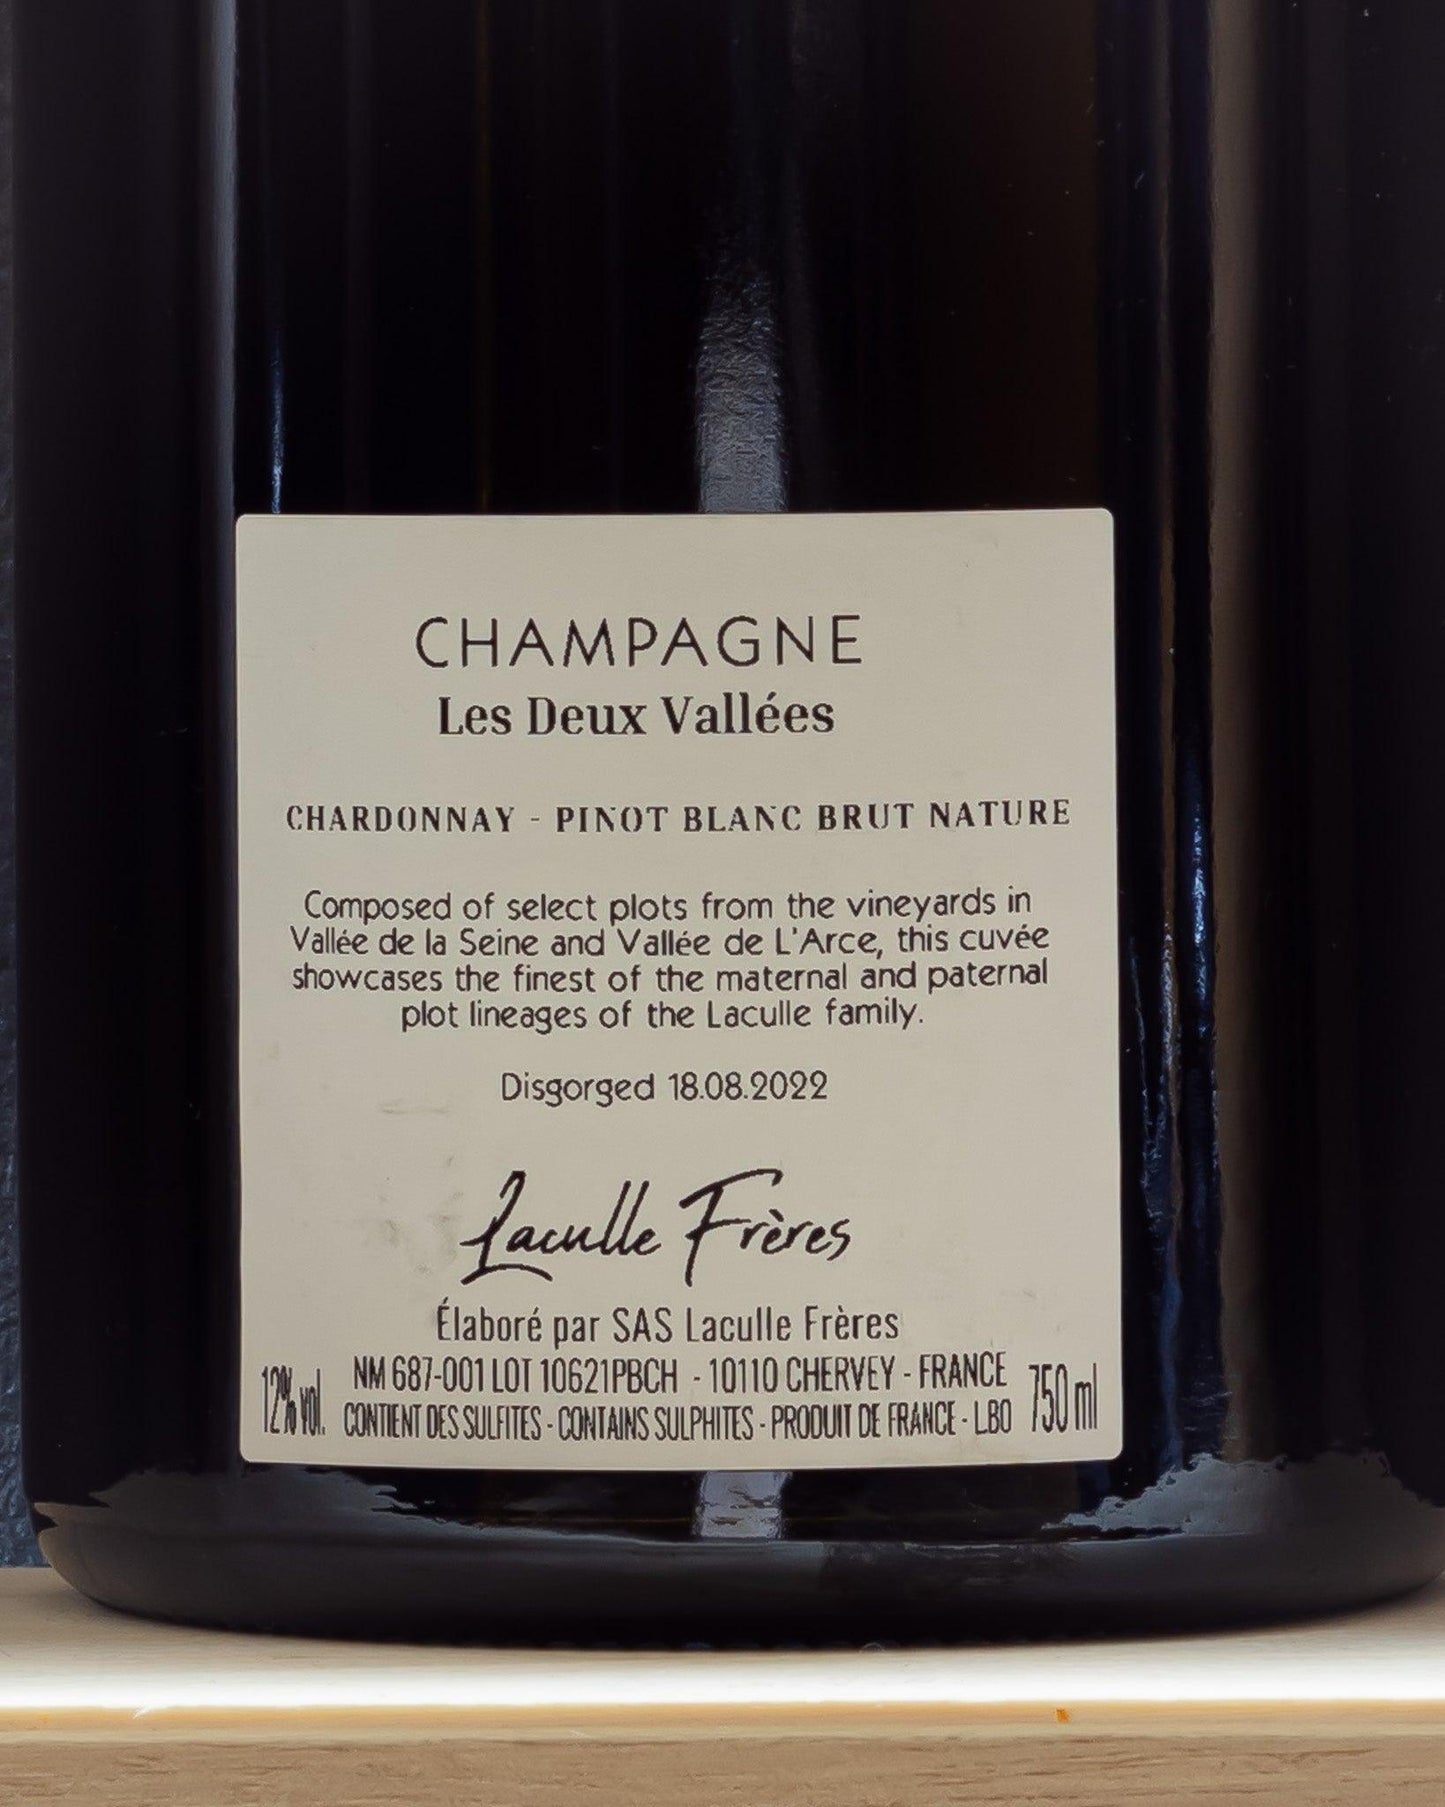 CHAMPAGNE
Les Deux Vallées
CHARDONNAY - PINOT BLANC BRUT NATURE
Composed of select plots from the vineyards in
Vallée de la Seine and Vallée de L'Arce, this cuvée
showcases the finest of the maternal and paternal
plot lineages of the Laculle family.
Disgorged 18.08.2022
Laculle Frères
Élaboré par SAS Laculle Frères
NM 687-001 LOT 10621PBCH - 10110 CHERVEY - FRANCE
12% vol. CONTIENT DES SULFITES - CONTAINS SULPHITES - PRODUIT DE FRANCE - LBO 750 ml